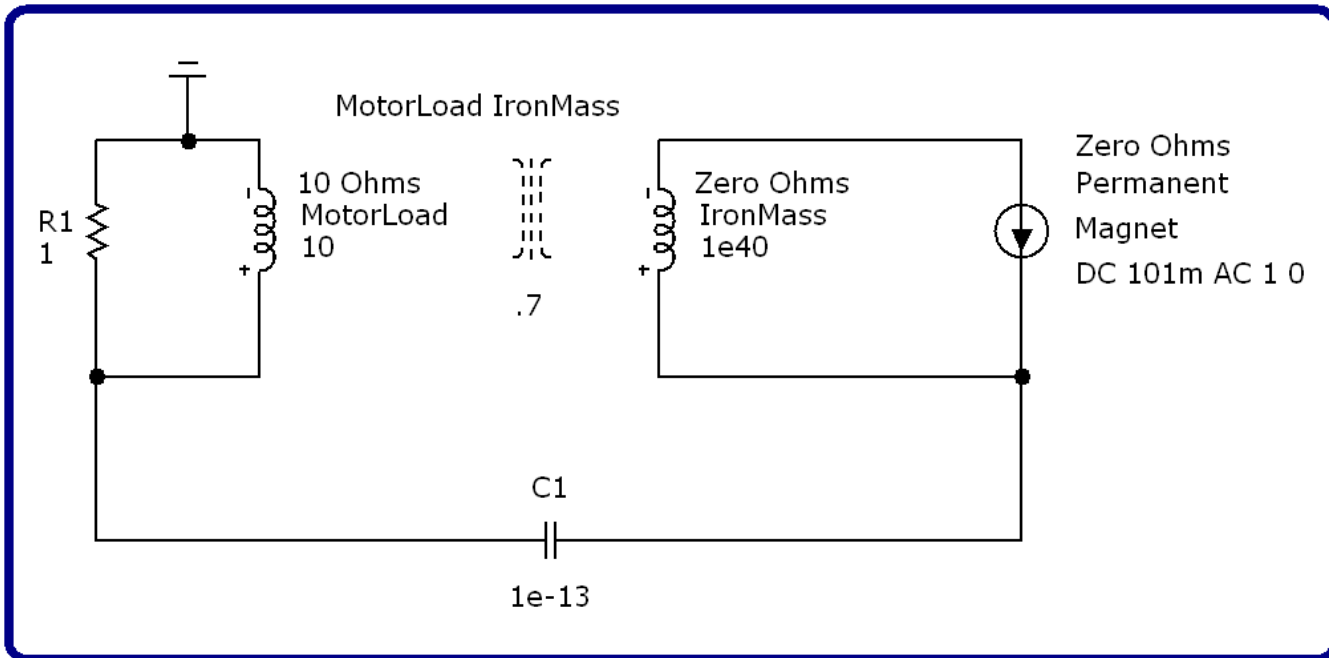 MotorLoad IronMass
R1
1
10 Ohms
MotorLoad
10
-
+
.7
Zero Ohms
IronMass
1e40
-
+
Zero Ohms
Permanent
Magnet
DC 101m AC 1 0
C1
1e-13